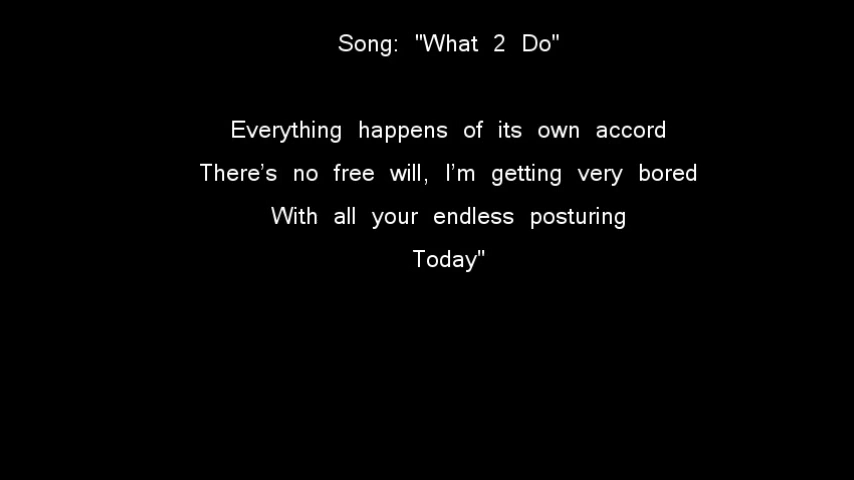 Song: "What 2 Do"
Everything happens of its own accord
There's no free will, I'm getting very bored
With all your endless posturing
Today"